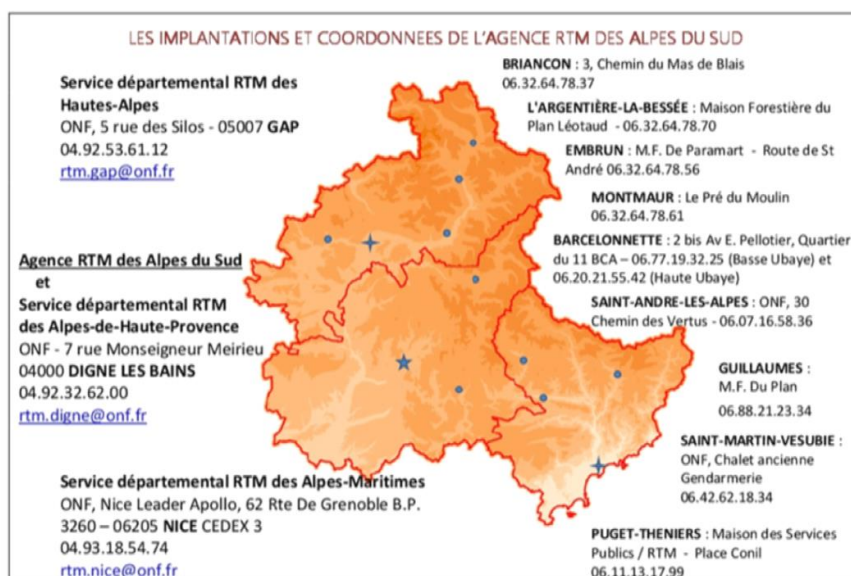 LES IMPLANTATIONS ET COORDONNEES DE L'AGENCE RTM DES ALPES DU SUD
Service départemental RTM des
Hautes-Alpes
ONF, 5 rue des Silos - 05007 GAP
04.92.53.61.12
rtm.gap@onf.fr
Agence RTM des Alpes du Sud
et
Service départemental RTM
des Alpes-de-Haute-Provence
ONF - 7 rue Monseigneur Meirieu
04000 DIGNE LES BAINS
04.92.32.62.00
rtm.digne@onf.fr
Service départemental RTM des Alpes-Maritimes
ONF, Nice Leader Apollo, 62 Rte De Grenoble B.P.
3260 – 06205 NICE CEDEX 3
04.93.18.54.74
rtm.nice@onf.fr
BRIANCON : 3, Chemin du Mas de Blais
06.32.64.78.37
L'ARGENTIÈRE-LA-BESSÉE : Maison Forestière du
Plan Léotaud - 06.32.64.78.70
EMBRUN : M.F. De Paramart - Route de St
André 06.32.64.78.56
MONTMAUR : Le Pré du Moulin
06.32.64.78.61
BARCELONNETTE : 2 bis Av E. Pellotier, Quartier
du 11 BCA – 06.77.19.32.25 (Basse Ubaye) et
06.20.21.55.42 (Haute Ubaye)
SAINT-ANDRE-LES-ALPES : ONF, 30
Chemin des Vertus - 06.07.16.58.36
GUILLAUMES :
M.F. Du Plan
06.88.21.23.34
SAINT-MARTIN-VESUBIE :
ONF, Chalet ancienne
Gendarmerie
06.42.62.18.34
PUGET-THENIERS : Maison des Services
Publics / RTM - Place Conil
06.11.13.17.99